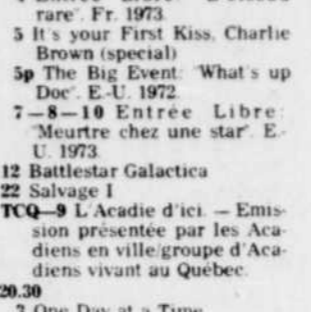 rare". Fr. 1973.
5 It's your First Kiss, Charlie
Brown (special)
5p The Big Event: "What's up
Doc". E.-U. 1972.
7—8—10 Entrée Libre:
"Meurtre chez une star". E.-
U. 1973.
12 Battlestar Galactica
22 Salvage I
TCQ—9 L'Acadie d'ici. — Emis-
sion présentée par les Aca-
diens en ville/groupe d'Aca-
diens vivant au Québec.
20.30
One Day at a Time